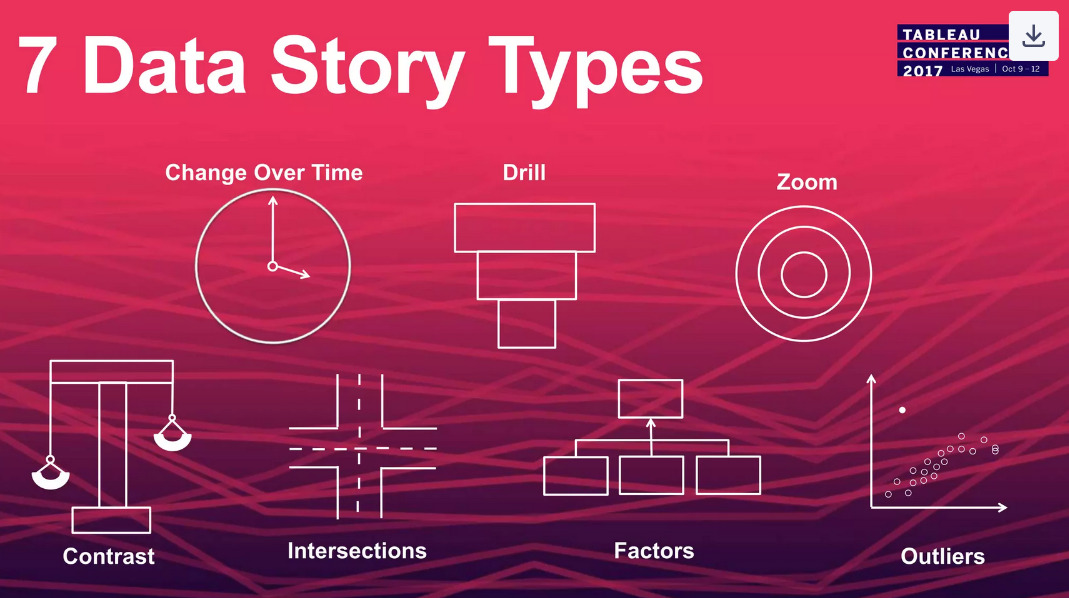 7 Data Story Types
TABLEAU
CONFERENC
2017 Las Vegas | Oct 9 - 12
Change Over Time
Drill
Zoom
Contrast
Intersections
Factors
Outliers